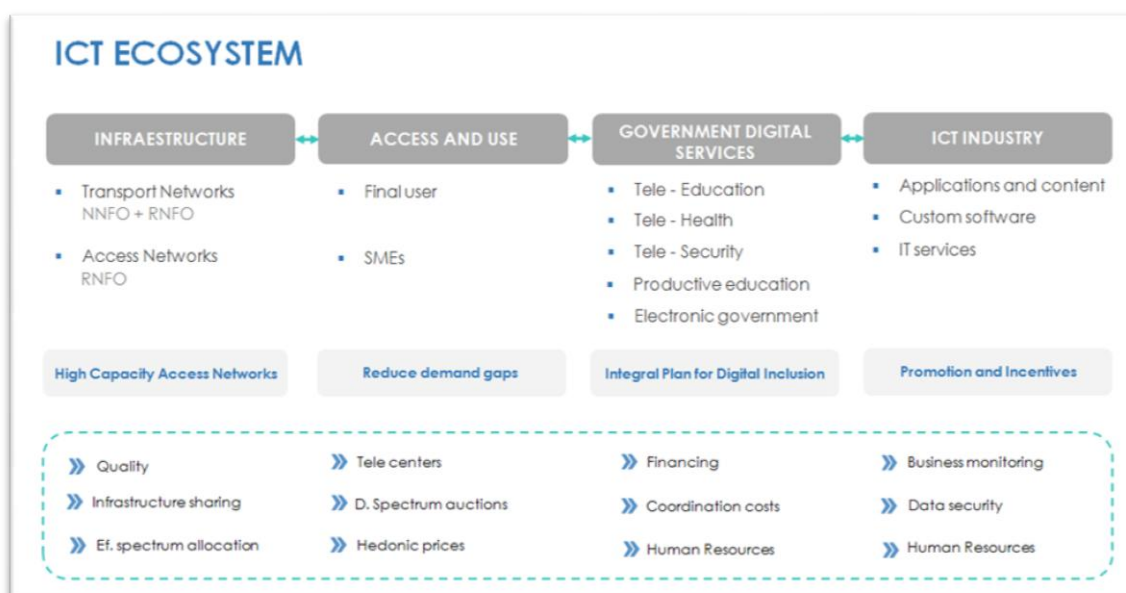 ICT ECOSYSTEM
INFRAESTRUCTURE
Transport Networks
NNFO + RNFO
Access Networks
RNFO
High Capacity Access Networks
ACCESS AND USE
Final user
SMEs
Reduce demand gaps
GOVERNMENT DIGITAL
SERVICES
Tele - Education
Tele - Health
Tele - Security
Productive education
Electronic government
Integral Plan for Digital Inclusion
ICT INDUSTRY
Applications and content
Custom software
IT services
Promotion and Incentives
Quality
Infrastructure sharing
Ef. spectrum allocation
Tele centers
D. Spectrum auctions
Hedonic prices
Financing
Coordination costs
Human Resources
Business monitoring
Data security
Human Resources